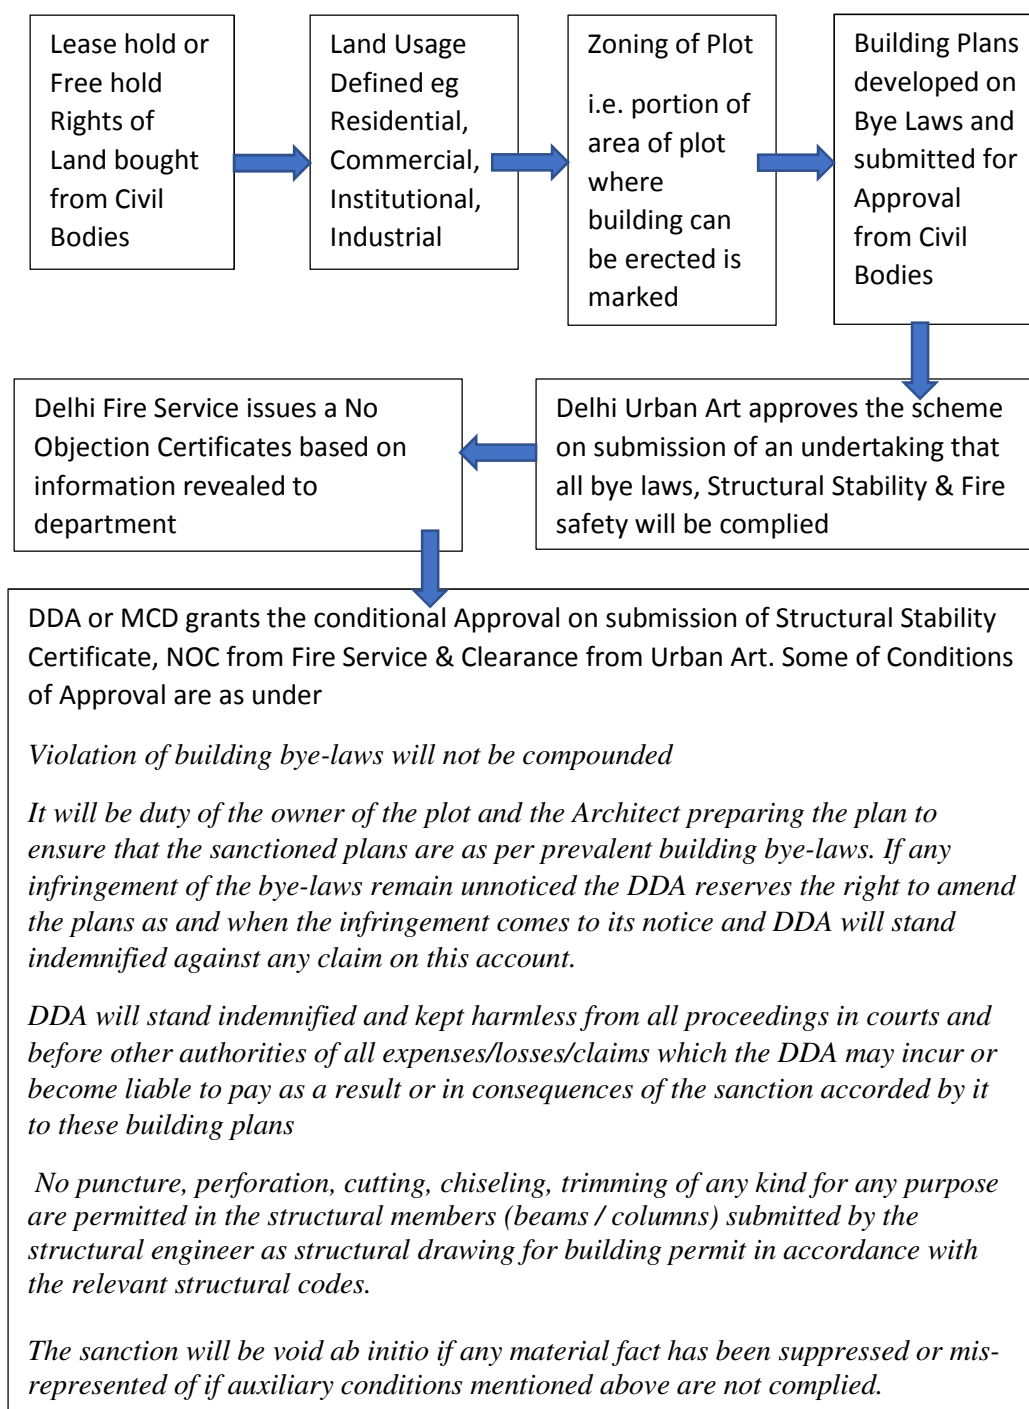 Lease hold or
Free hold
Rights of
Land bought
from Civil
Bodies
Land Usage
Defined eg
Residential,
Commercial,
Institutional,
Industrial
Zoning of Plot
i.e. portion of
area of plot
where
building can
be erected is
marked
Building Plans
developed on
Bye Laws and
submitted for
Approval
from Civil
Bodies
Delhi Urban Art approves the scheme
on submission of an undertaking that
all bye laws, Structural Stability & Fire
safety will be complied
Delhi Fire Service issues a No
Objection Certificates based on
information revealed to
department
DDA or MCD grants the conditional Approval on submission of Structural Stability
Certificate, NOC from Fire Service & Clearance from Urban Art. Some of Conditions
of Approval are as under
Violation of building bye-laws will not be compounded
It will be duty of the owner of the plot and the Architect preparing the plan to
ensure that the sanctioned plans are as per prevalent building bye-laws. If any
infringement of the bye-laws remain unnoticed the DDA reserves the right to amend
the plans as and when the infringement comes to its notice and DDA will stand
indemnified against any claim on this account.
DDA will stand indemnified and kept harmless from all proceedings in courts and
before other authorities of all expenses/losses/claims which the DDA may incur or
become liable to pay as a result or in consequences of the sanction accorded by it
to these building plans
No puncture, perforation, cutting, chiseling, trimming of any kind for any purpose
are permitted in the structural members (beams / columns) submitted by the
structural engineer as structural drawing for building permit in accordance with
the relevant structural codes.
The sanction will be void ab initio if any material fact has been suppressed or mis-
represented of if auxiliary conditions mentioned above are not complied.